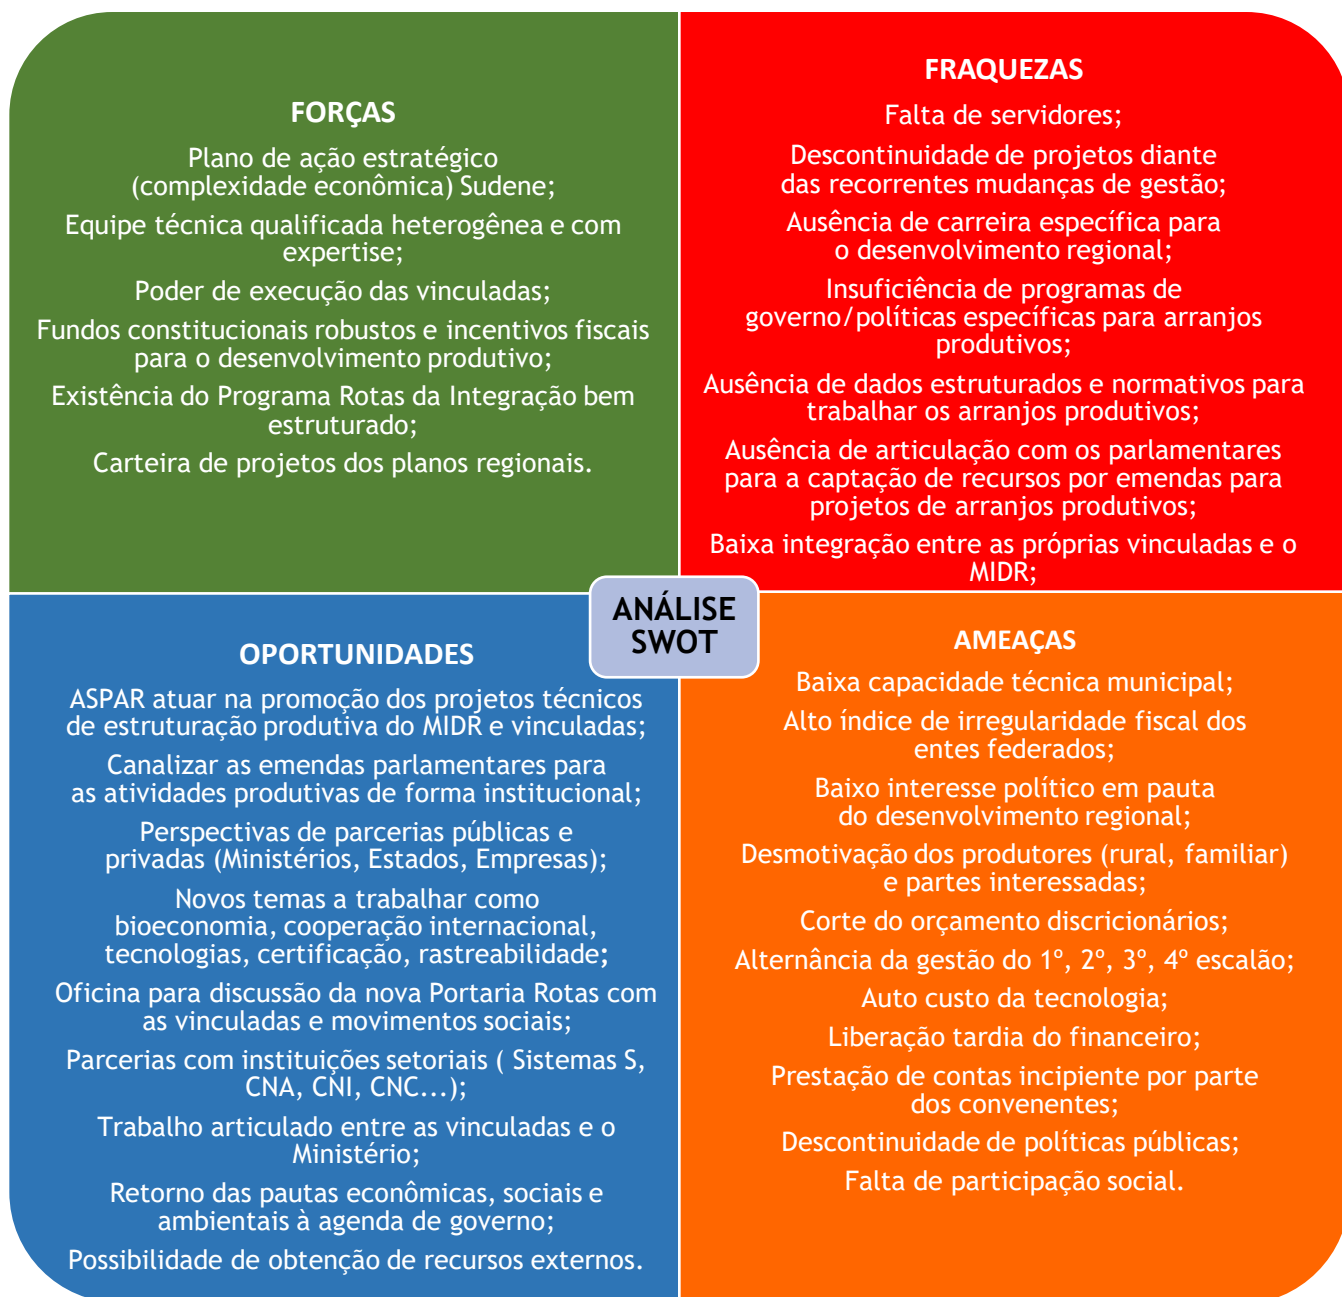 FORÇAS
Plano de ação estratégico
(complexidade econômica) Sudene;
Equipe técnica qualificada heterogênea e com
expertise;
Poder de execução das vinculadas;
Fundos constitucionais robustos e incentivos fiscais
para o desenvolvimento produtivo;
Existência do Programa Rotas da Integração bem
estruturado;
Carteira de projetos dos planos regionais.
FRAQUEZAS
Falta de servidores;
Descontinuidade de projetos diante
das recorrentes mudanças de gestão;
Ausência de carreira específica para
o desenvolvimento regional;
Insuficiência de programas de
governo/políticas específicas para arranjos
produtivos;
Ausência de dados estruturados e normativos para
trabalhar os arranjos produtivos;
Ausência de articulação com os parlamentares
para a captação de recursos por emendas para
projetos de arranjos produtivos;
Baixa integração entre as próprias vinculadas e o
MIDR;
ANÁLISE
SWOT
OPORTUNIDADES
ASPAR atuar na promoção dos projetos técnicos
de estruturação produtiva do MIDR e vinculadas;
Canalizar as emendas parlamentares para
as atividades produtivas de forma institucional;
Perspectivas de parcerias públicas e
privadas (Ministérios, Estados, Empresas);
Novos temas a trabalhar como
bioeconomia, cooperação internacional,
tecnologias, certificação, rastreabilidade;
Oficina para discussão da nova Portaria Rotas com
as vinculadas e movimentos sociais;
Parcerias com instituições setoriais ( Sistemas S,
CNA, CNI, CNC...);
Trabalho articulado entre as vinculadas e o
Ministério;
Retorno das pautas econômicas, sociais e
ambientais à agenda de governo;
Possibilidade de obtenção de recursos externos.
AMEAÇAS
Baixa capacidade técnica municipal;
Alto índice de irregularidade fiscal dos
entes federados;
Baixo interesse político em pauta
do desenvolvimento regional;
Desmotivação dos produtores (rural, familiar)
e partes interessadas;
Corte do orçamento discricionários;
Alternância da gestão do 1º, 2º, 3º, 4º escalão;
Auto custo da tecnologia;
Liberação tardia do financeiro;
Prestação de contas incipiente por parte
dos convenentes;
Descontinuidade de políticas públicas;
Falta de participação social.